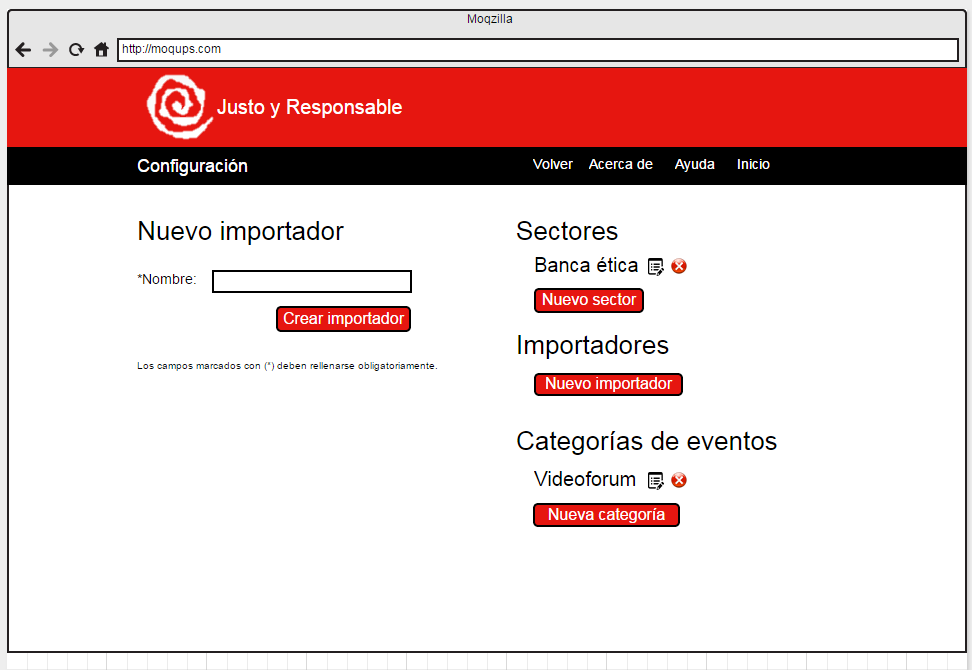 Moqzilla
http://moqups.com
Justo y Responsable
Configuración
Volver Acerca de Ayuda Inicio
Nuevo importador
*Nombre:
Crear importador
Los campos marcados con (*) deben rellenarse obligatoriamente.
Sectores
Banca ética
Nuevo sector
Importadores
Nuevo importador
Categorías de eventos
Videoforum
Nueva categoría